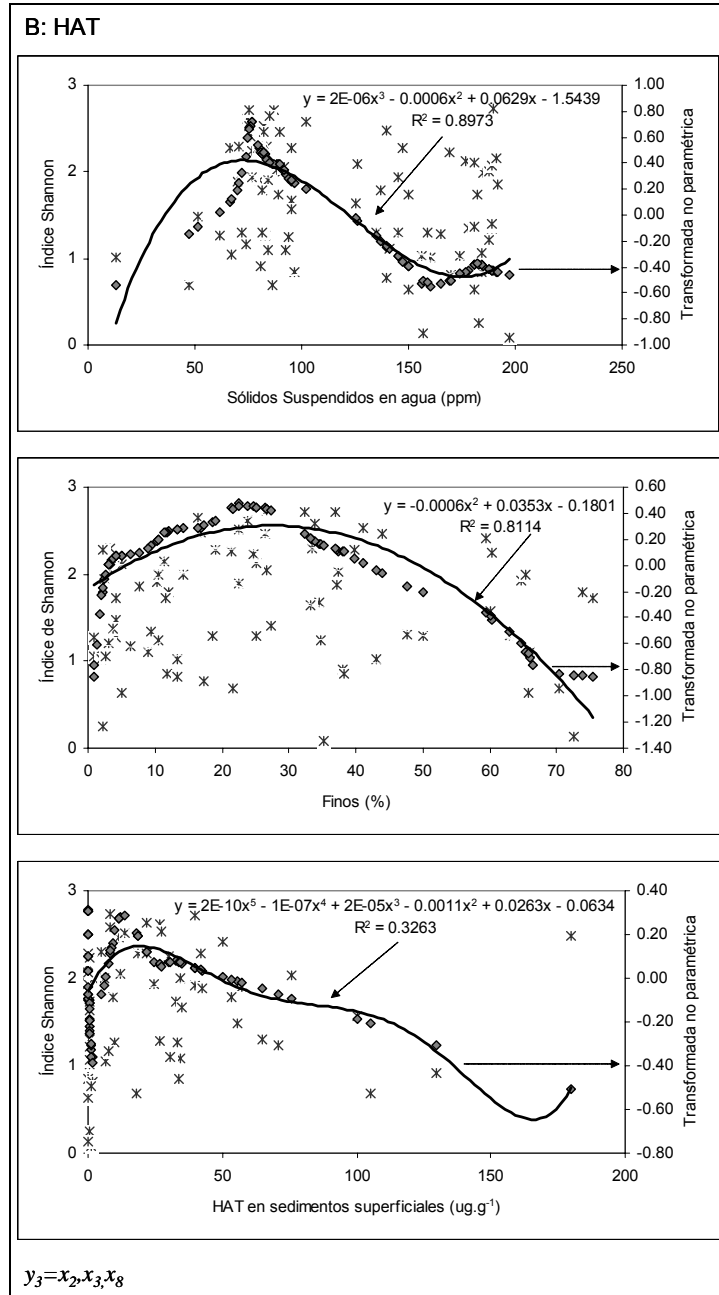 B: HAT
y = 2E-06x³ - 0.0006x² + 0.0629x - 1.5439
R² = 0.8973
3
2
1
0
Índice Shannon
1.00
0.80
0.60
0.40
0.20
0.00
-0.20
-0.40
-0.60
-0.80
-1.00
Transformada no paramétrica
0 50 100 150 200 250
Sólidos Suspendidos en agua (ppm)
y = -0.0006x² + 0.0353x - 0.1801
R² = 0.8114
3
2
1
0
Índice de Shannon
0.60
0.40
0.20
0.00
-0.20
-0.40
-0.60
-0.80
-1.00
-1.20
-1.40
Transformada no paramétrica
0 10 20 30 40 50 60 70 80
Finos (%)
y = 2E-10x⁵ - 1E-07x⁴ + 2E-05x³ - 0.0011x² + 0.0263x - 0.0634
R² = 0.3263
3
2
1
0
Índice Shannon
0.40
0.20
0.00
-0.20
-0.40
-0.60
-0.80
Transformada no paramétrica
0 50 100 150 200
HAT en sedimentos superficiales (ug.g⁻¹)
y₃=x₂,x₃,x₈